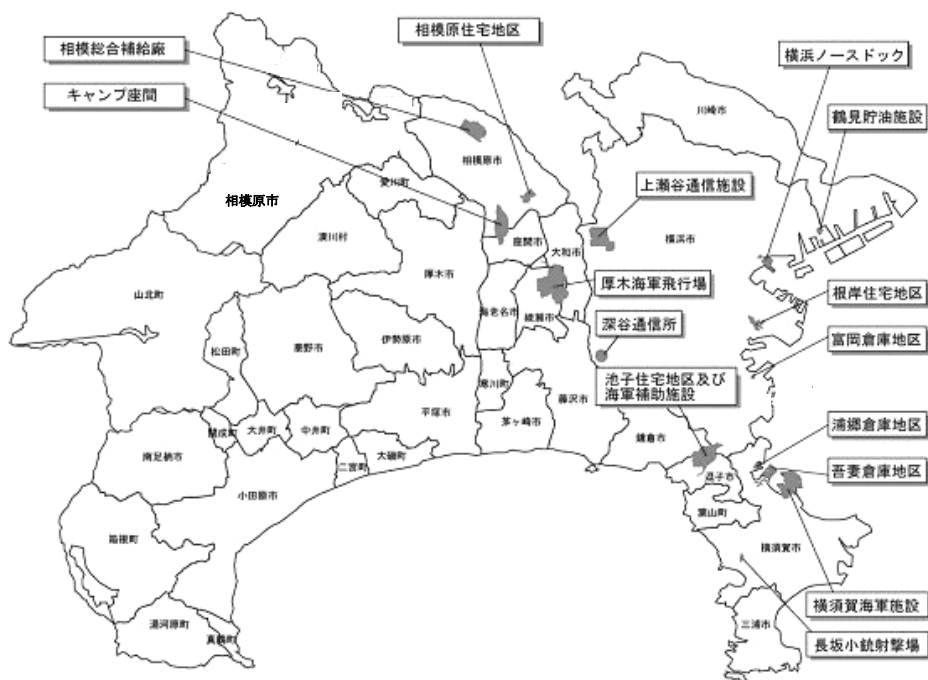 相模総合補給廠
キャンプ座間
相模原住宅地区
横浜ノースドック
鶴見貯油施設
川崎市
相模原市
愛川町
相模原市
上瀬谷通信施設
座間市
大和市
横浜市
清川村
厚木市
厚木海軍飛行場
山北町
海老名市
綾瀬市
根岸住宅地区
松田町
秦野市
伊勢原市
深谷通信所
富岡倉庫地区
寒川町
池子住宅地区及び
海軍補助施設
藤沢市
開成町
大井町
中井町
平塚市
茅ヶ崎市
鎌倉市
浦郷倉庫地区
南足柄市
二宮町
大磯町
逗子市
吾妻倉庫地区
小田原市
葉山町
箱根町
横須賀市
横須賀海軍施設
湯河原町
真鶴町
三浦市
長坂小銃射撃場